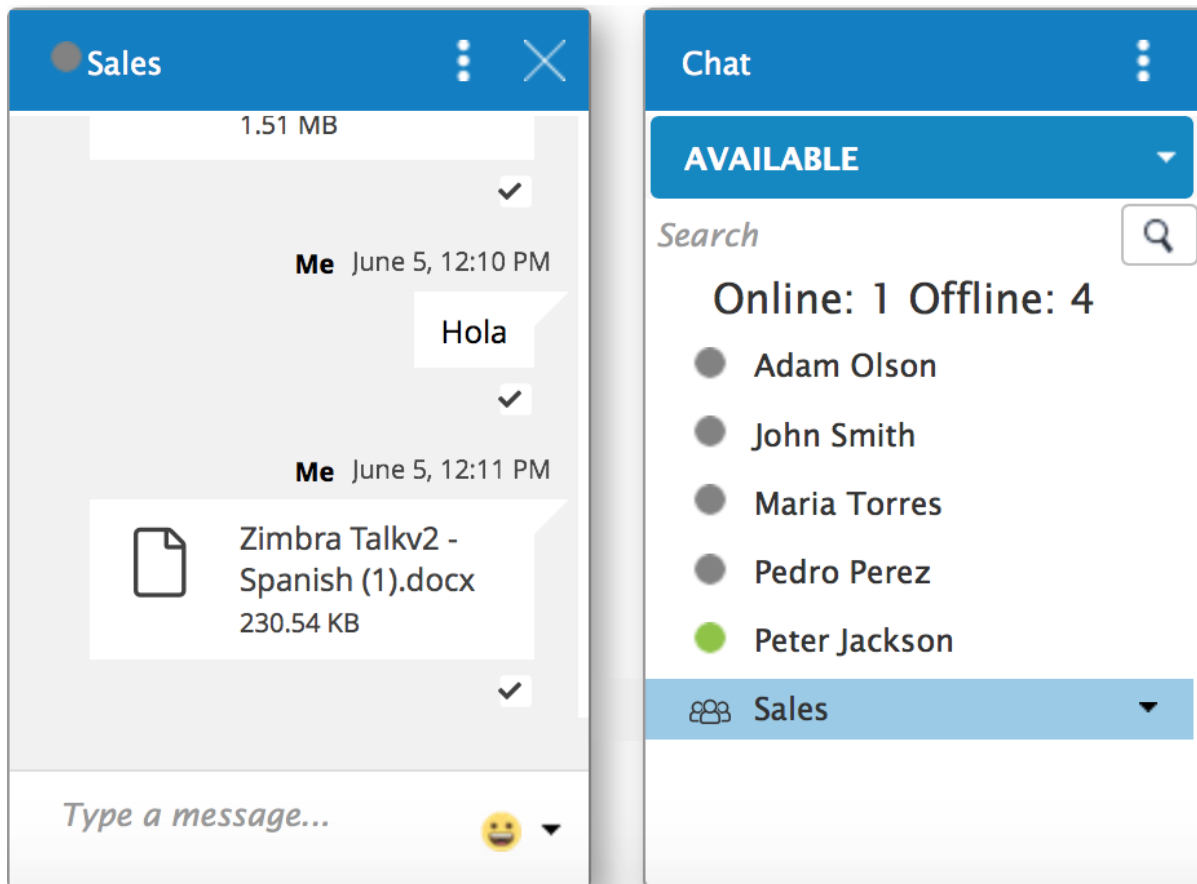 Sales
1.51 MB
Me June 5, 12:10 PM
Hola
Me June 5, 12:11 PM
Zimbra Talkv2 -
Spanish (1).docx
230.54 KB
Type a message...
Chat
AVAILABLE
Search
Online: 1 Offline: 4
Adam Olson
John Smith
Maria Torres
Pedro Perez
Peter Jackson
Sales